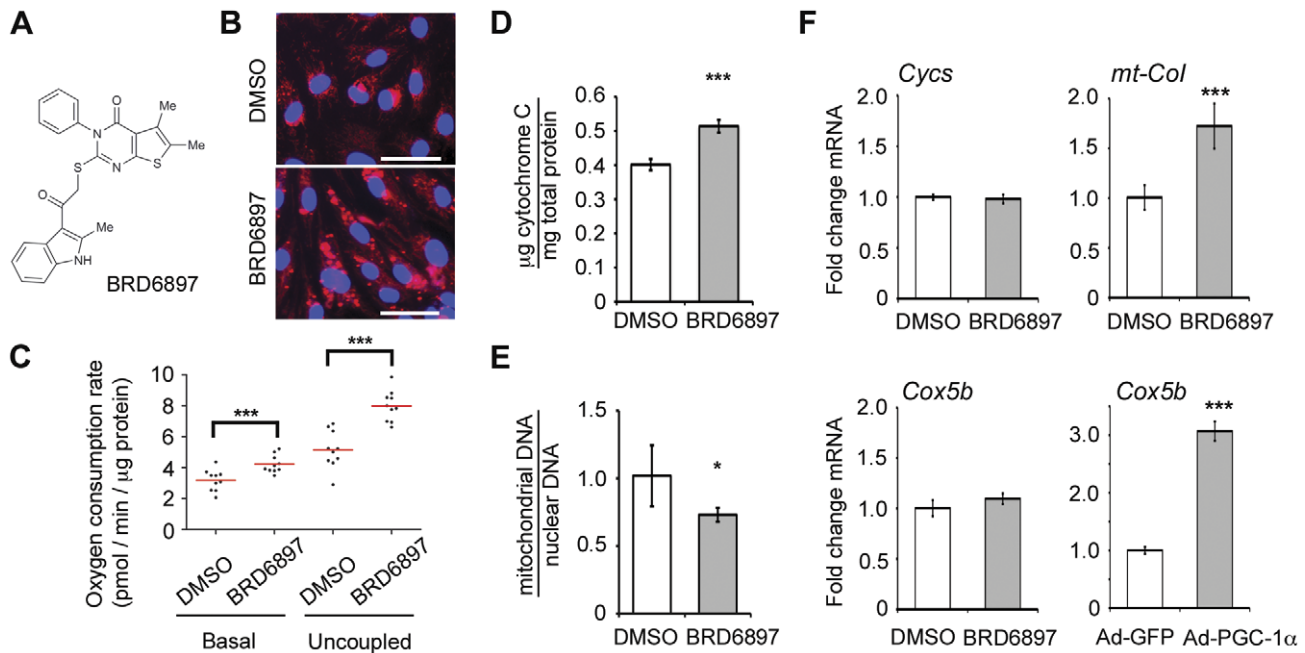 A
O
Me
N
Me
S
N
S
O
Me
NH
BRD6897
B
DMSO
BRD6897
C
Oxygen consumption rate
(pmol / min / µg protein)
10
8
6
4
2
0
***
***
DMSO
BRD6897
DMSO
BRD6897
Basal
Uncoupled
D
µg cytochrome C
mg total protein
0.6
0.5
0.4
0.3
0.2
0.1
0
***
DMSO BRD6897
E
mitochondrial DNA
nuclear DNA
1.5
1.0
0.5
0
*
DMSO BRD6897
F
Cycs
Fold change mRNA
2.0
1.5
1.0
0.5
0
DMSO BRD6897
mt-CoI
***
2.0
1.5
1.0
0.5
0
DMSO BRD6897
Cox5b
Fold change mRNA
2.0
1.5
1.0
0.5
0
DMSO BRD6897
Cox5b
***
3.0
2.0
1.0
0
Ad-GFP Ad-PGC-1α